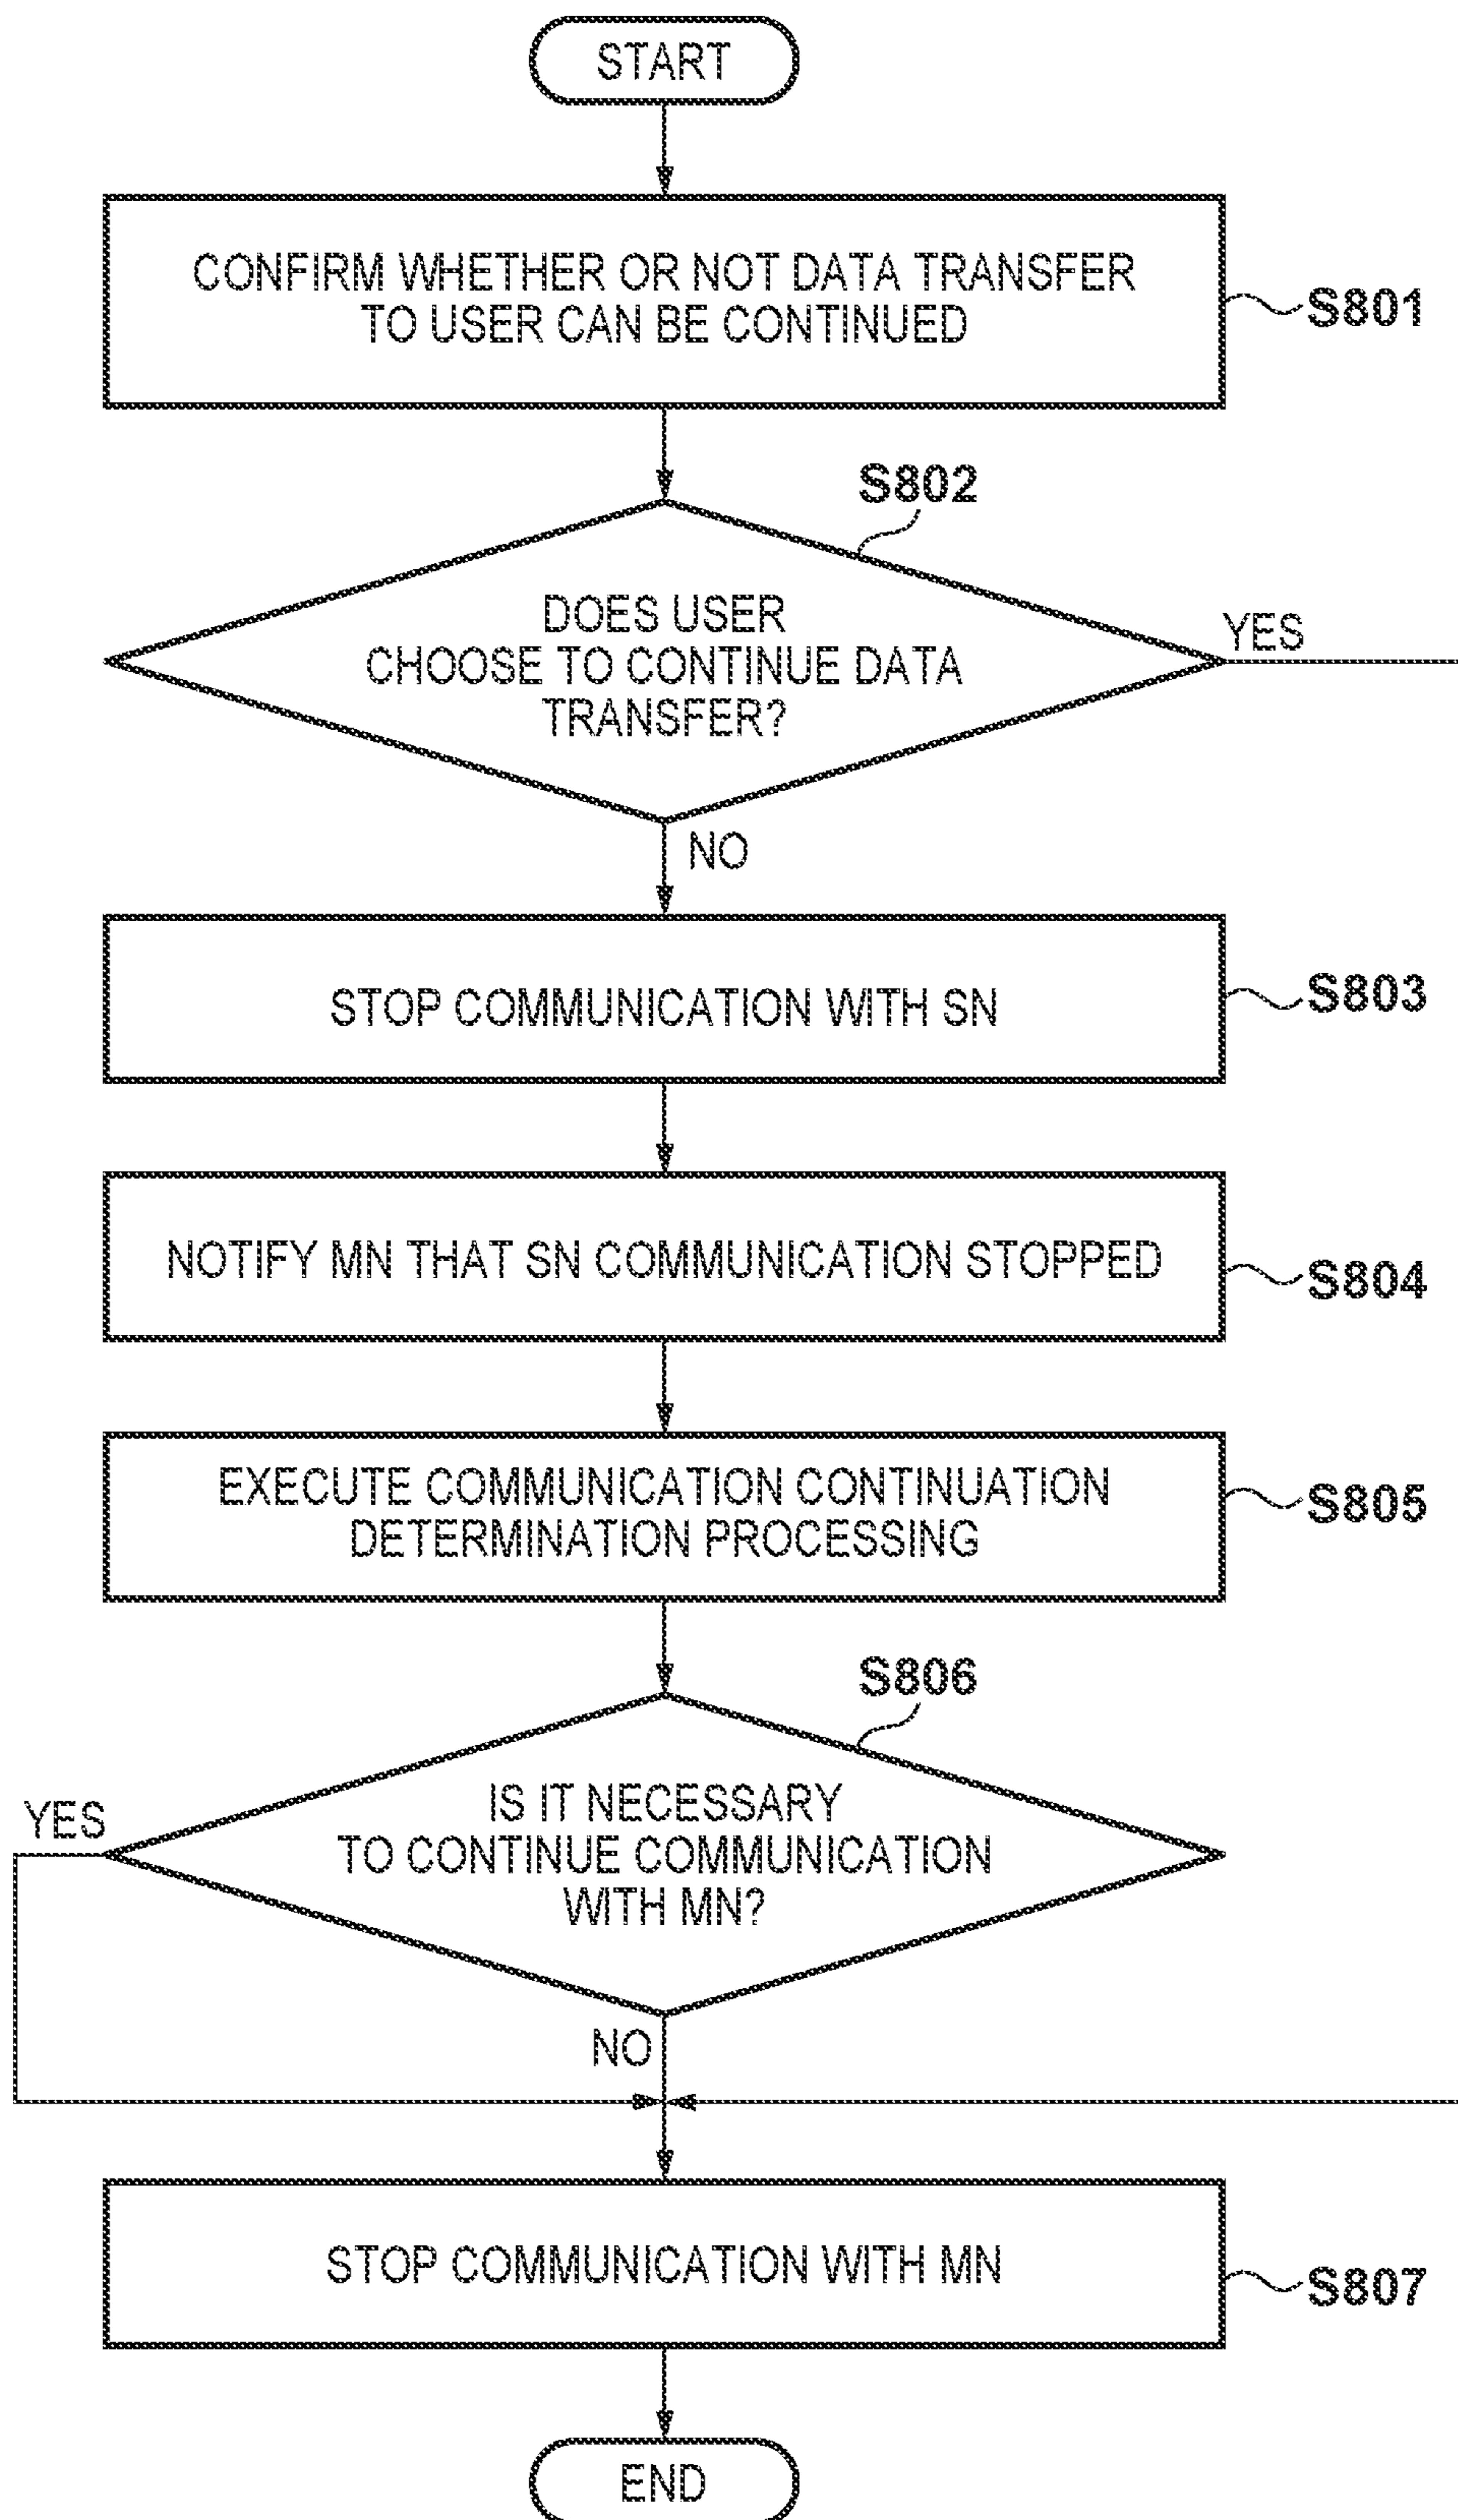 START
CONFIRM WHETHER OR NOT DATA TRANSFER
TO USER CAN BE CONTINUED
S801
S802
DOES USER
CHOOSE TO CONTINUE DATA
TRANSFER?
YES
NO
STOP COMMUNICATION WITH SN
S803
NOTIFY MN THAT SN COMMUNICATION STOPPED
S804
EXECUTE COMMUNICATION CONTINUATION
DETERMINATION PROCESSING
S805
S806
IS IT NECESSARY
TO CONTINUE COMMUNICATION
WITH MN?
YES
NO
STOP COMMUNICATION WITH MN
S807
END